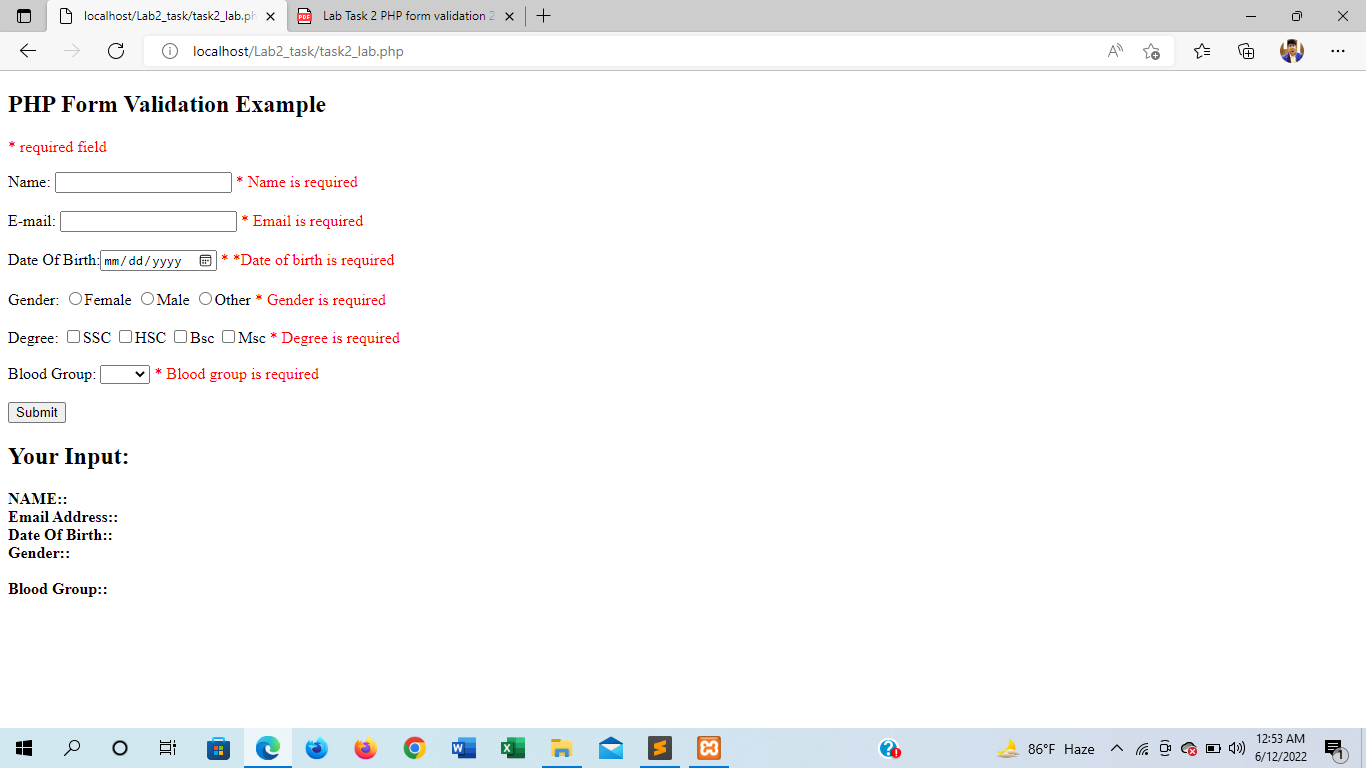 localhost/Lab2_task/task2_lab.ph
PDF
Lab Task 2 PHP form validation 2
localhost/Lab2_task/task2_lab.php
PHP Form Validation Example
* required field
Name: * Name is required
E-mail: * Email is required
Date Of Birth: mm/dd/yyyy * *Date of birth is required
Gender: Female Male Other * Gender is required
Degree: SSC HSC Bsc Msc * Degree is required
Blood Group: * Blood group is required
Submit
Your Input:
NAME::
Email Address::
Date Of Birth::
Gender::
Blood Group::
86°F Haze
12:53 AM
6/12/2022
1